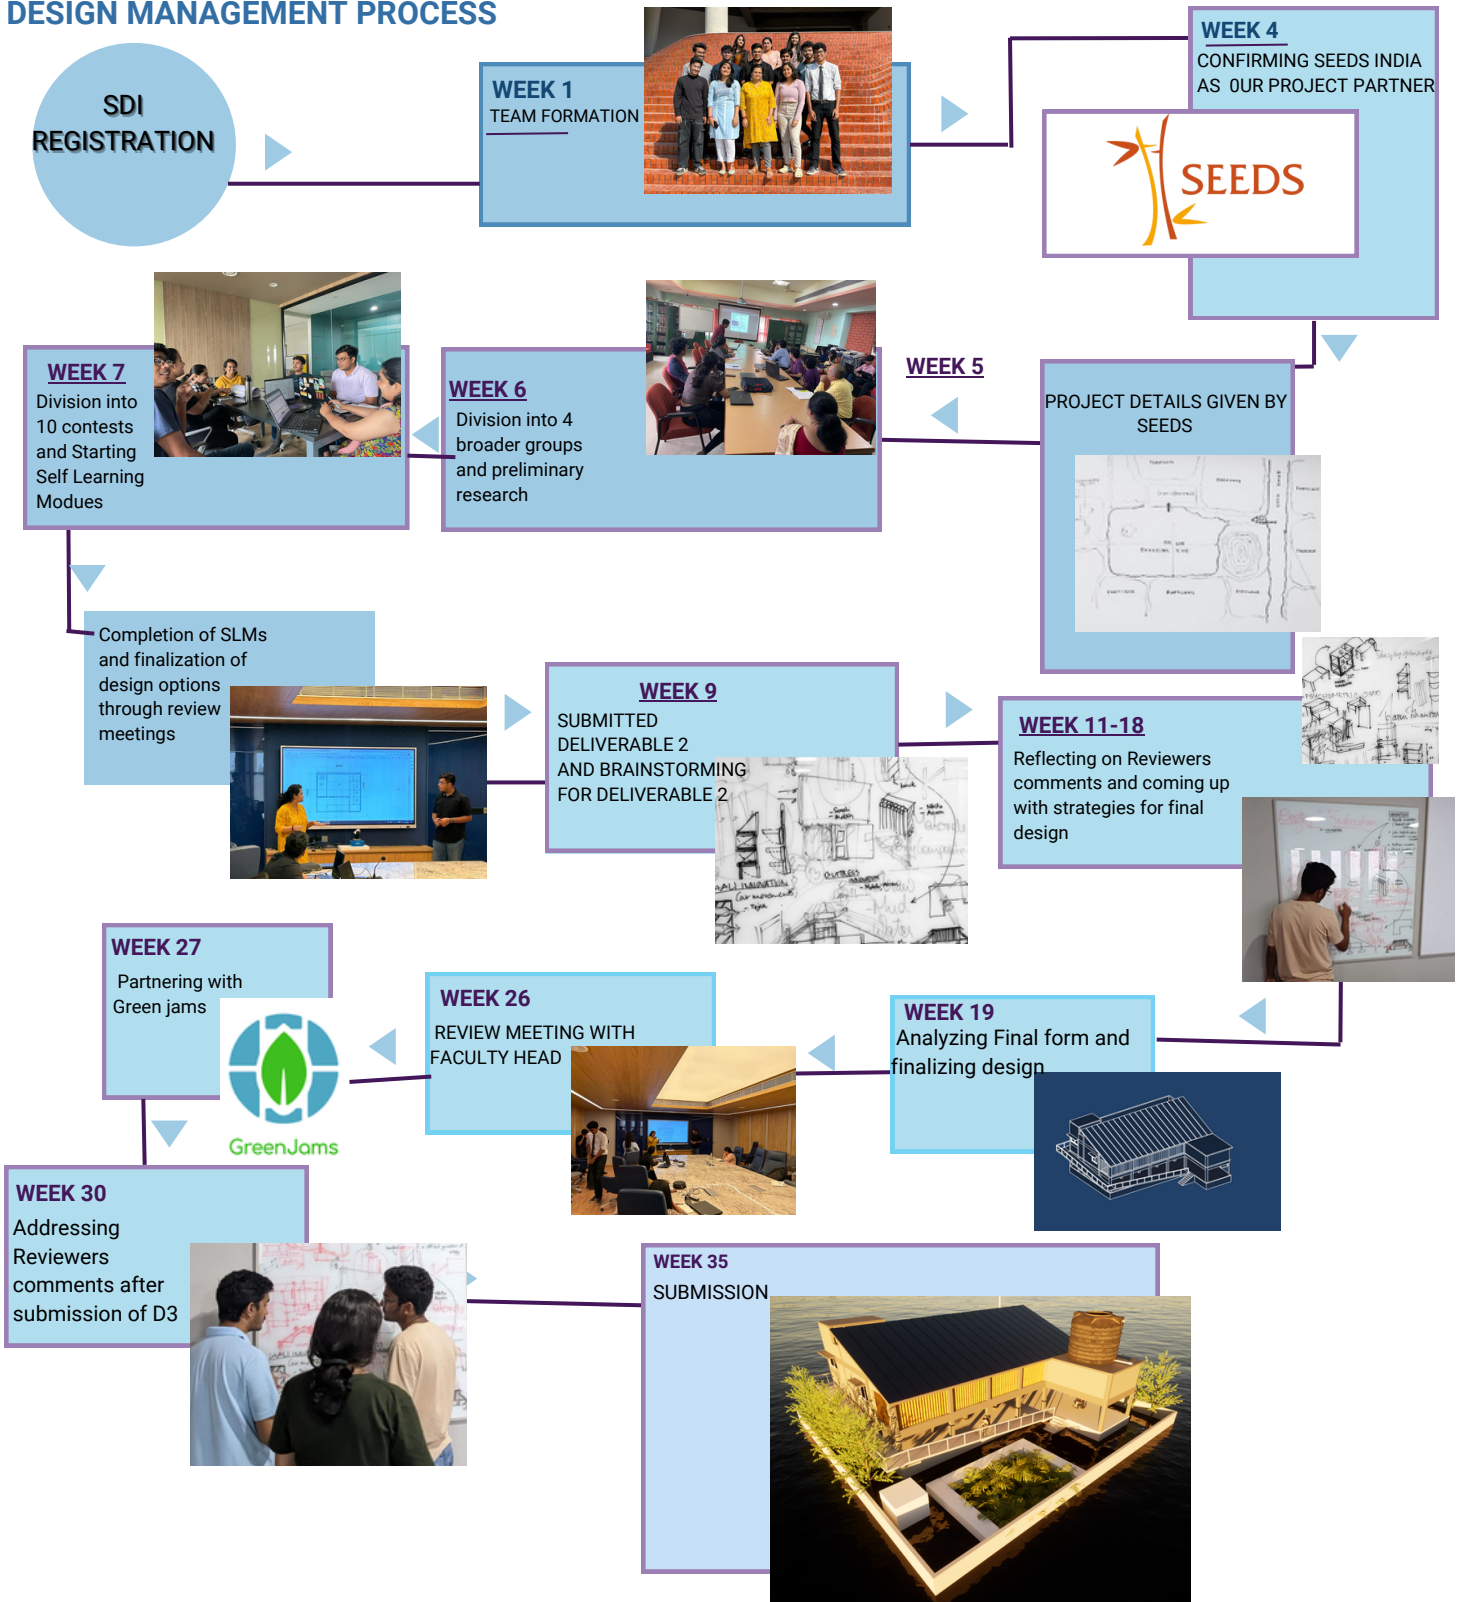 DESIGN MANAGEMENT PROCESS
SDI
REGISTRATION
WEEK 1
TEAM FORMATION
WEEK 4
CONFIRMING SEEDS INDIA
AS 0UR PROJECT PARTNER
SEEDS
WEEK 5
PROJECT DETAILS GIVEN BY
SEEDS
WEEK 6
Division into 4
broader groups
and preliminary
research
WEEK 7
Division into
10 contests
and Starting
Self Learning
Modues
Completion of SLMs
and finalization of
design options
through review
meetings
WEEK 9
SUBMITTED
DELIVERABLE 2
AND BRAINSTORMING
FOR DELIVERABLE 2
WEEK 11-18
Reflecting on Reviewers
comments and coming up
with strategies for final
design
WEEK 19
Analyzing Final form and
finalizing design
WEEK 26
REVIEW MEETING WITH
FACULTY HEAD
WEEK 27
Partnering with
Green jams
GreenJams
WEEK 30
Addressing
Reviewers
comments after
submission of D3
WEEK 35
SUBMISSION